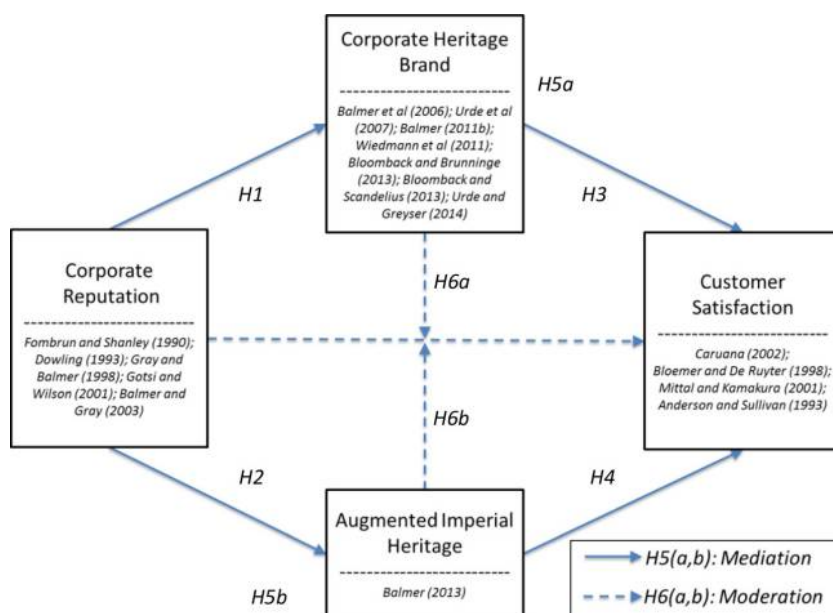 Corporate Heritage
Brand
Balmer et al (2006); Urde et al
(2007); Balmer (2011b);
Wiedmann et al (2011);
Bloomback and Brunninge
(2013); Bloomback and
Scandelius (2013); Urde and
Greyser (2014)
H5a
H1
H3
Corporate
Reputation
Fombrun and Shanley (1990);
Dowling (1993); Gray and
Balmer (1998); Gotsi and
Wilson (2001); Balmer and
Gray (2003)
H6a
Customer
Satisfaction
Caruana (2002);
Bloemer and De Ruyter (1998);
Mittal and Kamakura (2001);
Anderson and Sullivan (1993)
H6b
H2
H4
Augmented Imperial
Heritage
Balmer (2013)
H5b
H5(a,b): Mediation
H6(a,b): Moderation